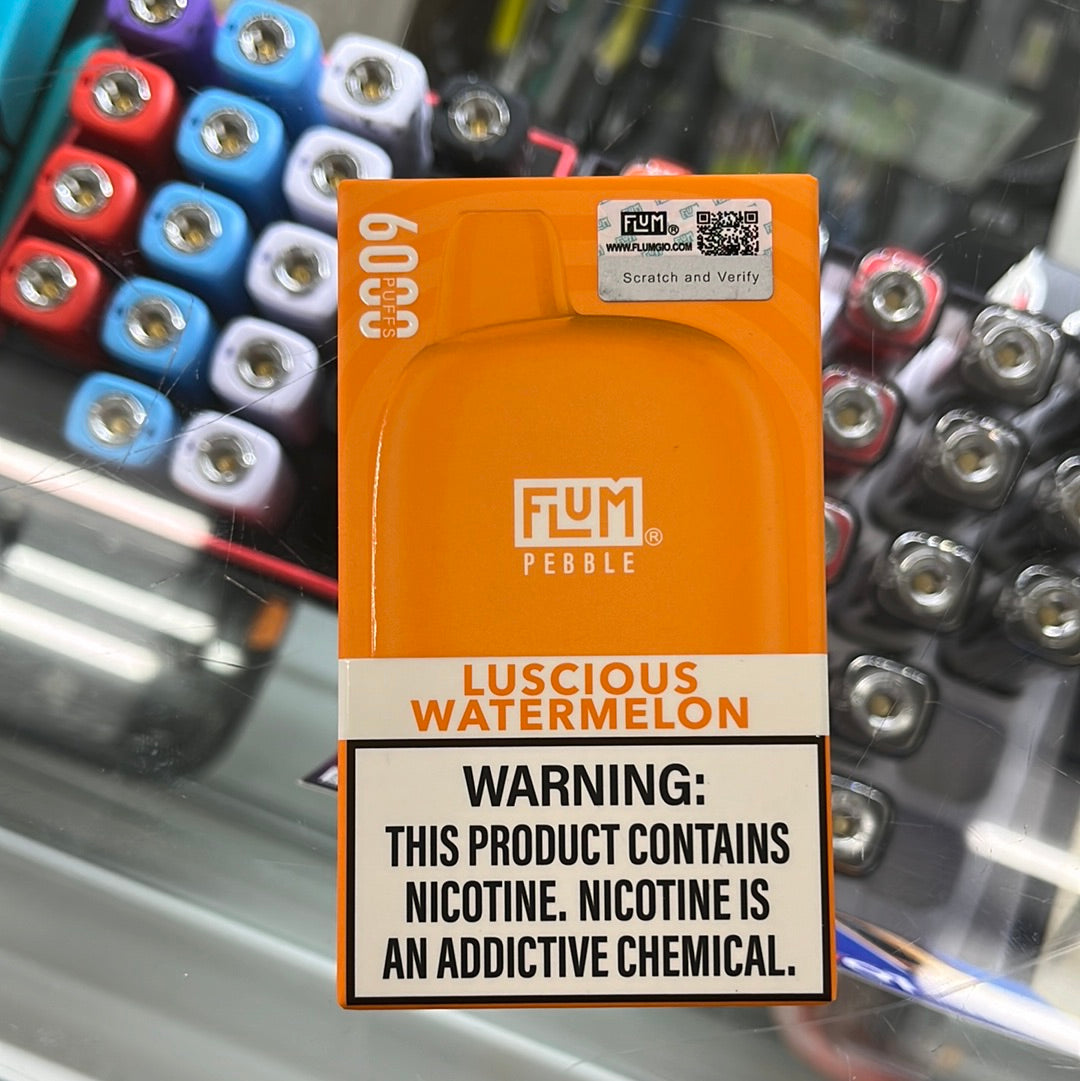 6000
PUFFS
FLUM®
WWW.FLUMGIO.COM
Scratch and Verify
FLUM®
PEBBLE
LUSCIOUS
WATERMELON
WARNING:
THIS PRODUCT CONTAINS
NICOTINE. NICOTINE IS
AN ADDICTIVE CHEMICAL.